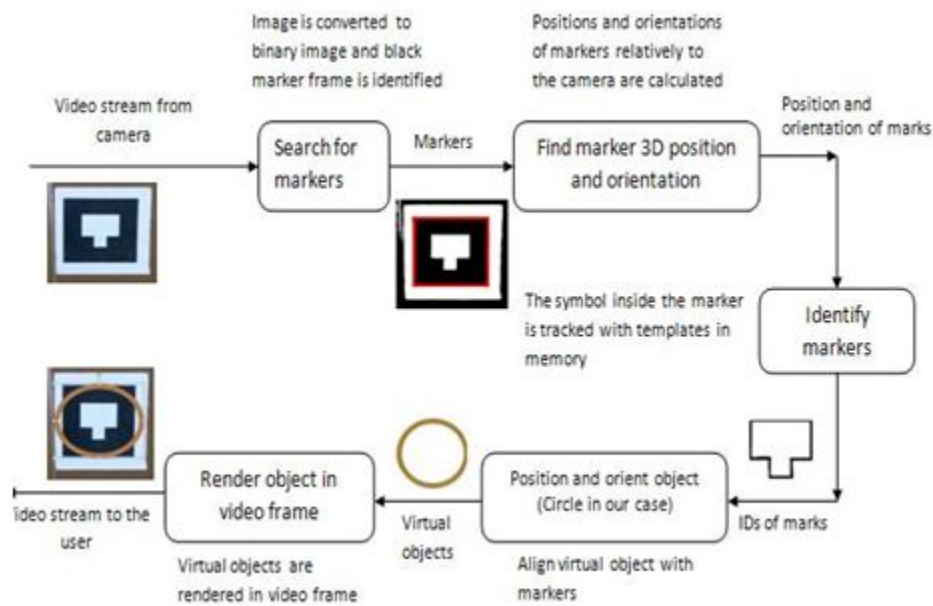 Image is converted to
binary image and black
marker frame is identified
Positions and orientations
of markers relatively to
the camera are calculated
Video stream from
camera
Search for
markers
Markers
Find marker 3D position
and orientation
Position and
orientation of marks
The symbol inside the marker
is tracked with templates in
memory
Identify
markers
IDs of marks
Position and orient object
(Circle in our case)
Align virtual object with
markers
Virtual
objects
Render object in
video frame
Virtual objects are
rendered in video frame
Video stream to the
user